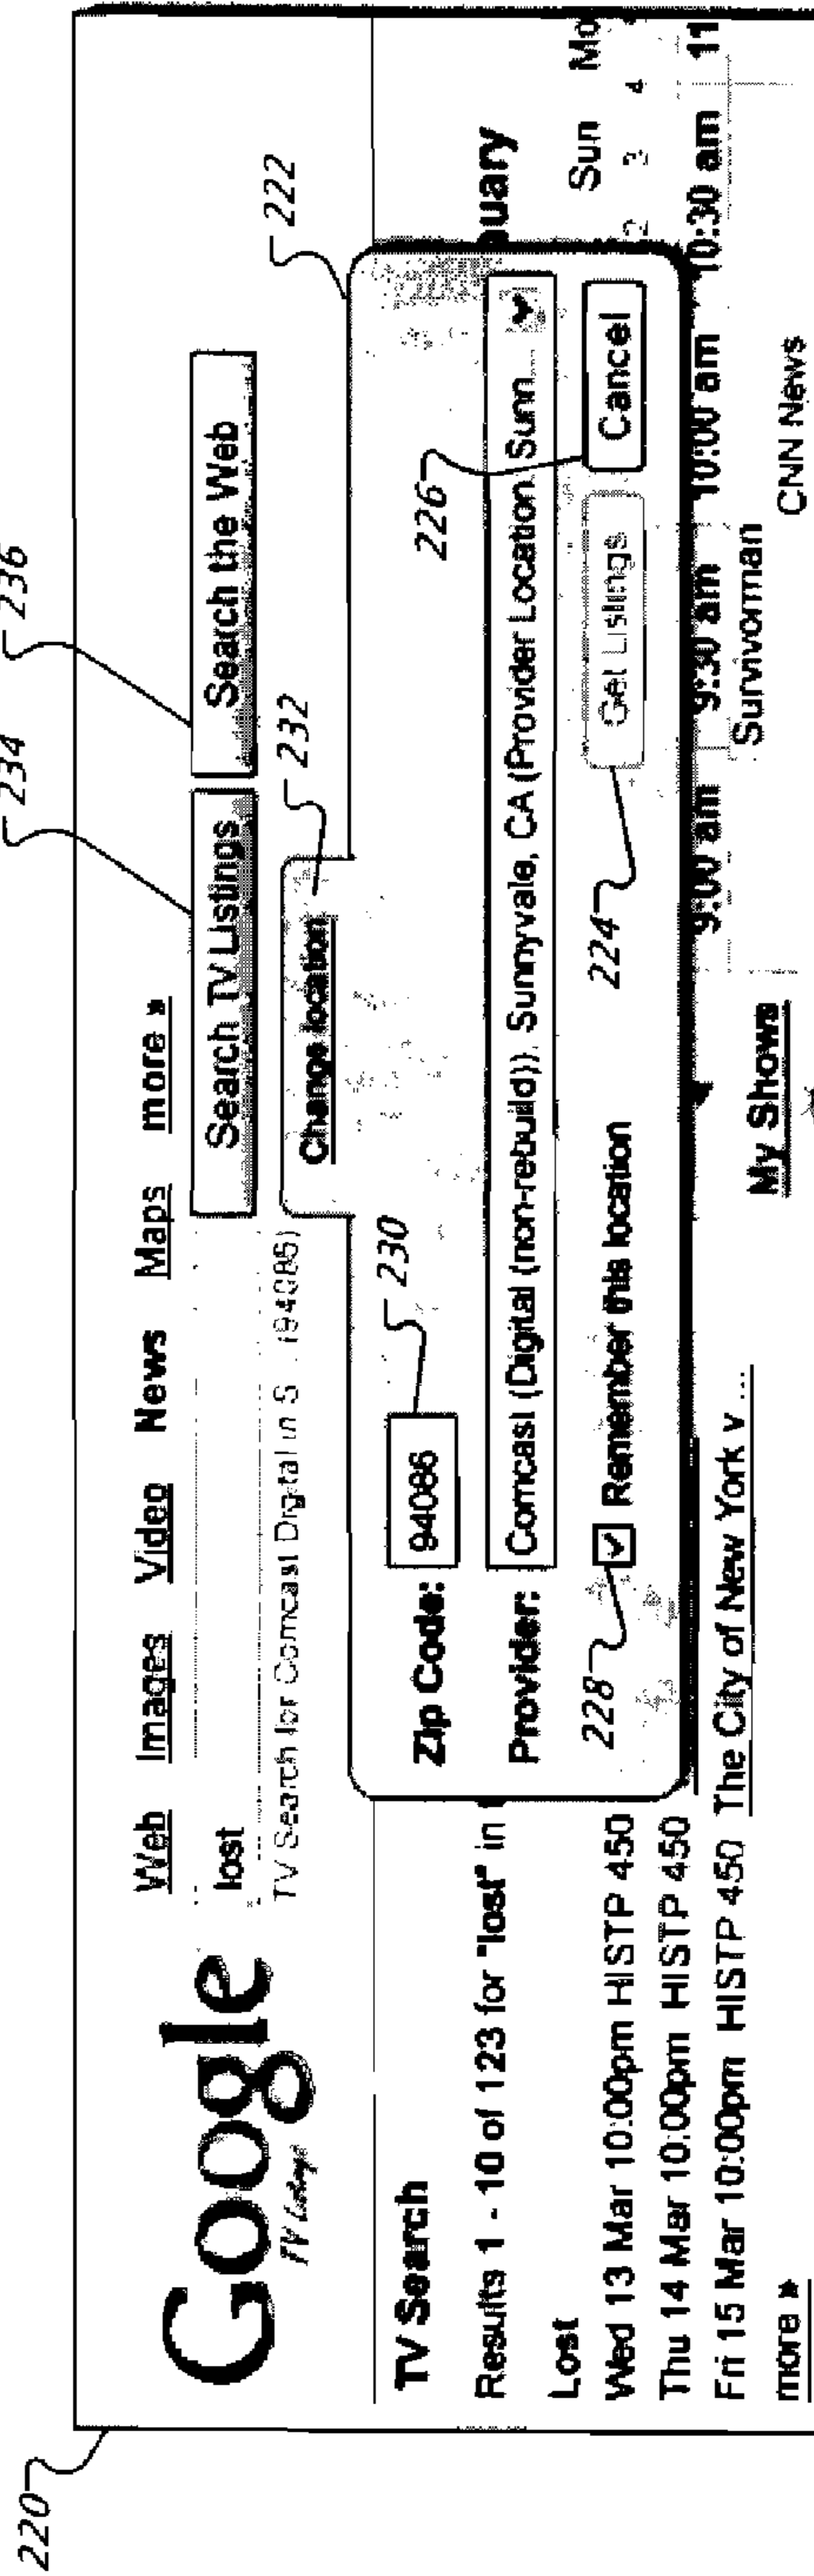 220
234 236
Web Images Video News Maps more »
Google
TV Listings
lost
Search TV Listings Search the Web
TV Search for Comcast Digital in S... (94086)
Change location
232
222
TV Search
Zip Code: 94086
230
226
Results 1 - 10 of 123 for "lost" in
Provider: Comcast (Digital (non-rebuild)), Sunnyvale, CA (Provider Location: Sunn...
uary
Lost
228
Remember this location
224
Get Listings
Cancel
Sun Mo
Wed 13 Mar 10:00pm HISTP 450
2 3 4
Thu 14 Mar 10:00pm HISTP 450
Fri 15 Mar 10:00pm HISTP 450 The City of New York v ...
9:00 am 9:30 am 10:00 am 10:30 am 11
more »
My Shows
Survivorman
CNN News